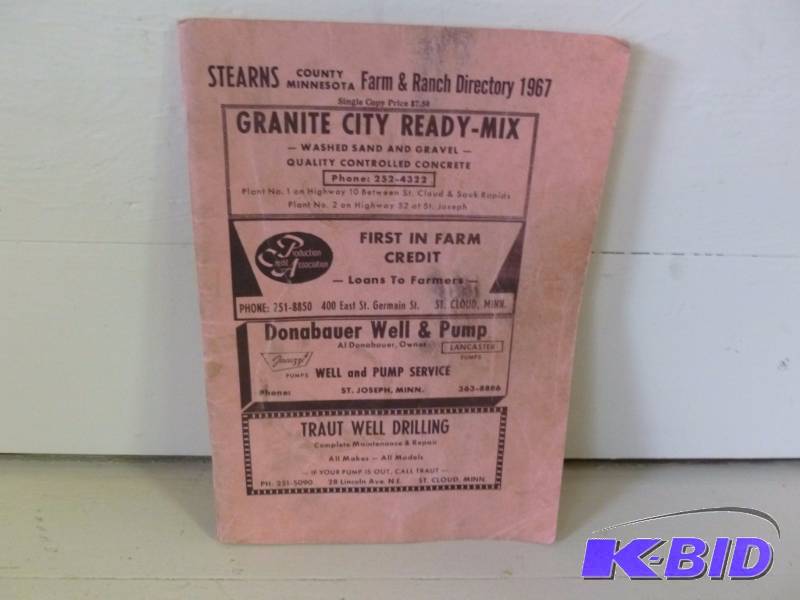 STEARNS COUNTY MINNESOTA Farm & Ranch Directory 1967
Single Copy Price $7.50
GRANITE CITY READY-MIX
— WASHED SAND AND GRAVEL —
QUALITY CONTROLLED CONCRETE
Phone: 252-4322
Plant No. 1 on Highway 10 Between St. Cloud & Sauk Rapids
Plant No. 2 on Highway 52 at St. Joseph
Production Credit Association
FIRST IN FARM
CREDIT
— Loans To Farmers —
PHONE: 251-8850 400 East St. Germain St. ST. CLOUD, MINN.
Donabauer Well & Pump
Al Donabauer, Owner LANCASTER
PUMPS
Jacuzzi
PUMPS WELL and PUMP SERVICE
Phone: ST. JOSEPH, MINN. 363-8886
TRAUT WELL DRILLING
Complete Maintenance & Repair
All Makes — All Models
— IF YOUR PUMP IS OUT, CALL TRAUT —
PH. 251-5090 28 Lincoln Ave. N.E. ST. CLOUD, MINN.
K-BID